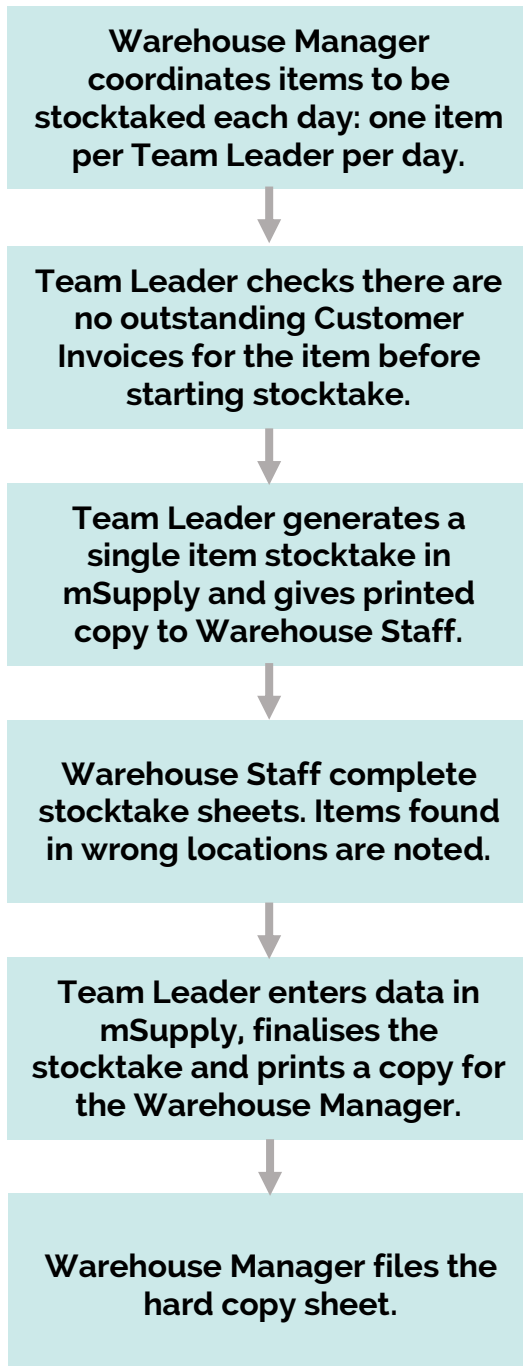 Warehouse Manager
coordinates items to be
stocktaked each day: one item
per Team Leader per day.
Team Leader checks there are
no outstanding Customer
Invoices for the item before
starting stocktake.
Team Leader generates a
single item stocktake in
mSupply and gives printed
copy to Warehouse Staff.
Warehouse Staff complete
stocktake sheets. Items found
in wrong locations are noted.
Team Leader enters data in
mSupply, finalises the
stocktake and prints a copy for
the Warehouse Manager.
Warehouse Manager files the
hard copy sheet.